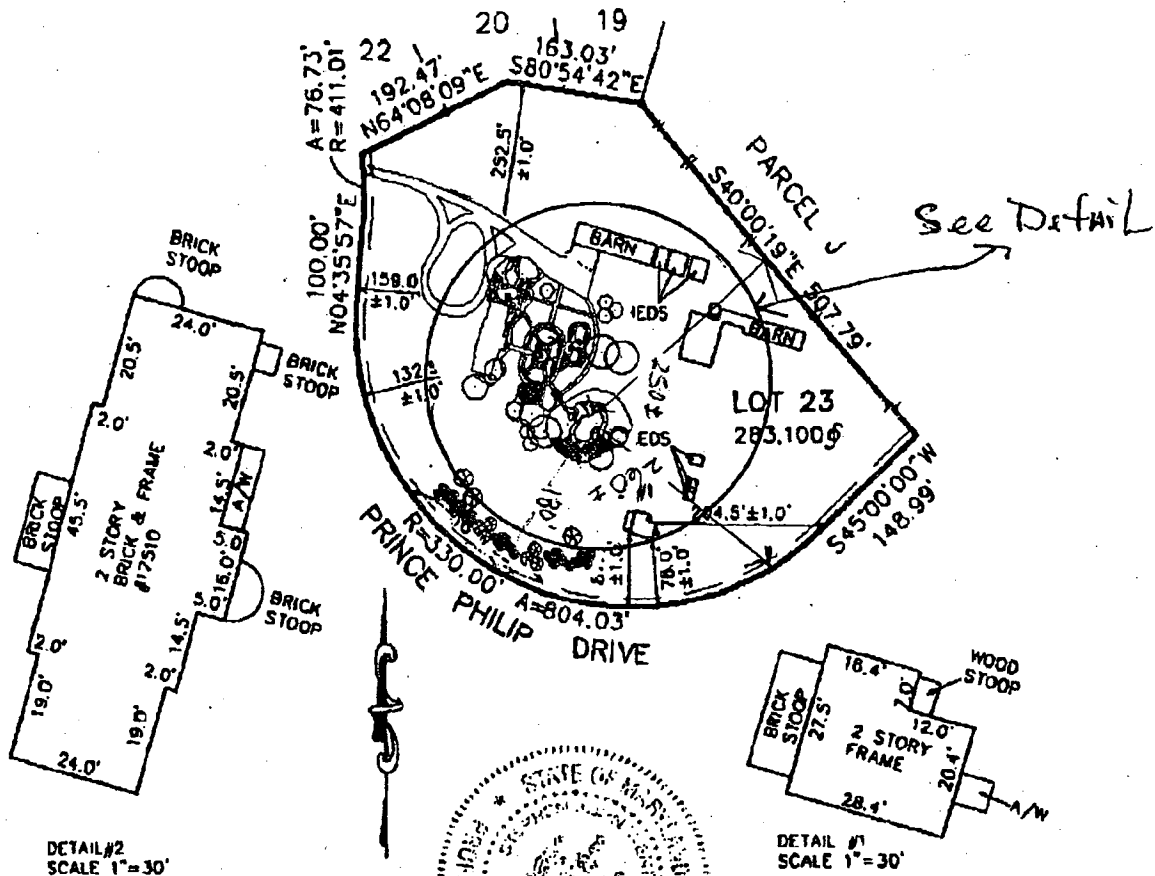 20
19
22
163.03'
S80°54'42"E
192.47'
N64°08'09"E
A=76.73'
R=411.01'
252.5'
±1.0'
PARCEL J
S40°00'19"E 507.79'
See Detail
100.00'
N04°35'57"E
159.0
±1.0'
BARN
BARN
132.
±1.0'
250±
LOT 23
283,100
180'
S45°00'00"W
148.99'
±1.0'
78.0'
±1.0'
R=330.00' A=804.03'
PRINCE PHILIP DRIVE
BRICK
STOOP
24.0'
20.5'
BRICK
STOOP
20.5'
2.0'
2.0'
14.5'
A/W
BRICK
STOOP
45.5'
2 STORY
BRICK & FRAME
#17510
5.0'
16.0'
5.0'
BRICK
STOOP
14.5'
2.0'
2.0'
19.0'
19.0'
24.0'
DETAIL #2
SCALE 1"=30'
STATE OF MARYLAND
16.4'
WOOD
STOOP
7.0'
12.0'
BRICK
STOOP
27.5'
2 STORY
FRAME
20.4'
28.4'
A/W
DETAIL #1
SCALE 1"=30'